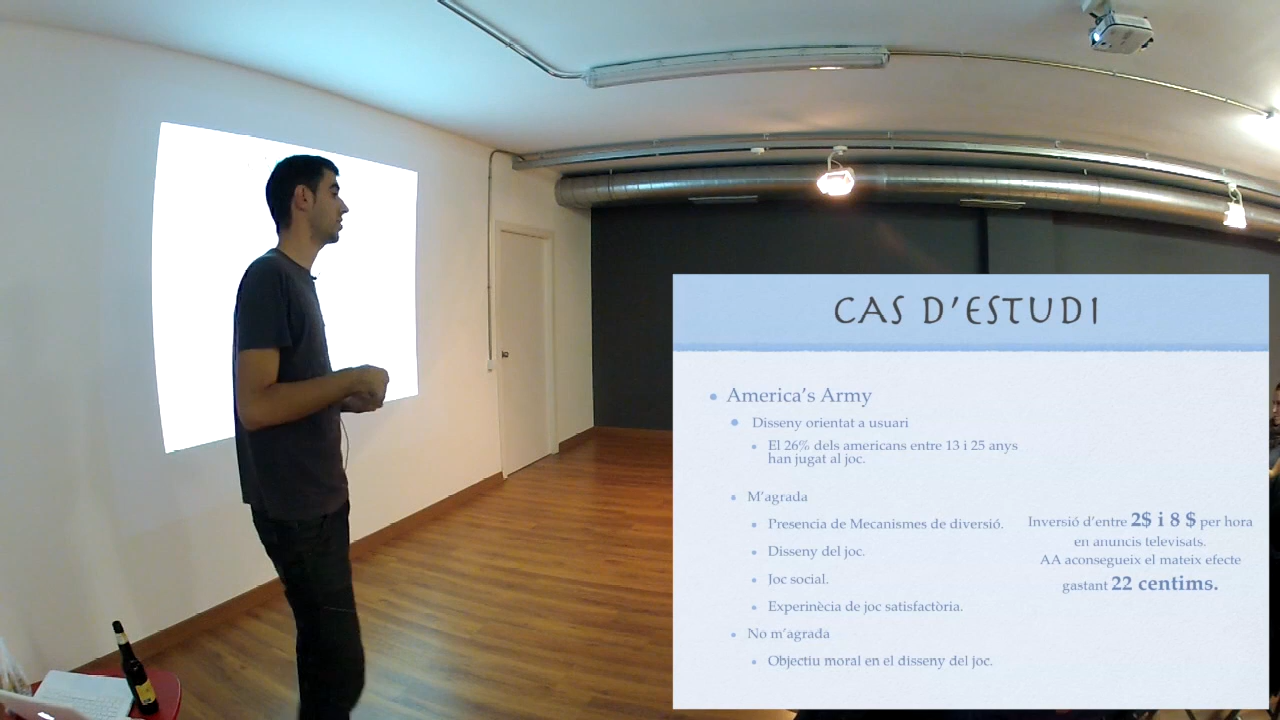 CAS D'ESTUDI
America's Army
Disseny orientat a usuari
El 26% dels americans entre 13 i 25 anys
han jugat al joc.
M'agrada
Presencia de Mecanismes de diversió.
Disseny del joc.
Joc social.
Experinècia de joc satisfactòria.
No m'agrada
Objectiu moral en el disseny del joc.
Inversió d'entre 2$ i 8 $ per hora
en anuncis televisats.
AA aconsegueix el mateix efecte
gastant 22 centims.